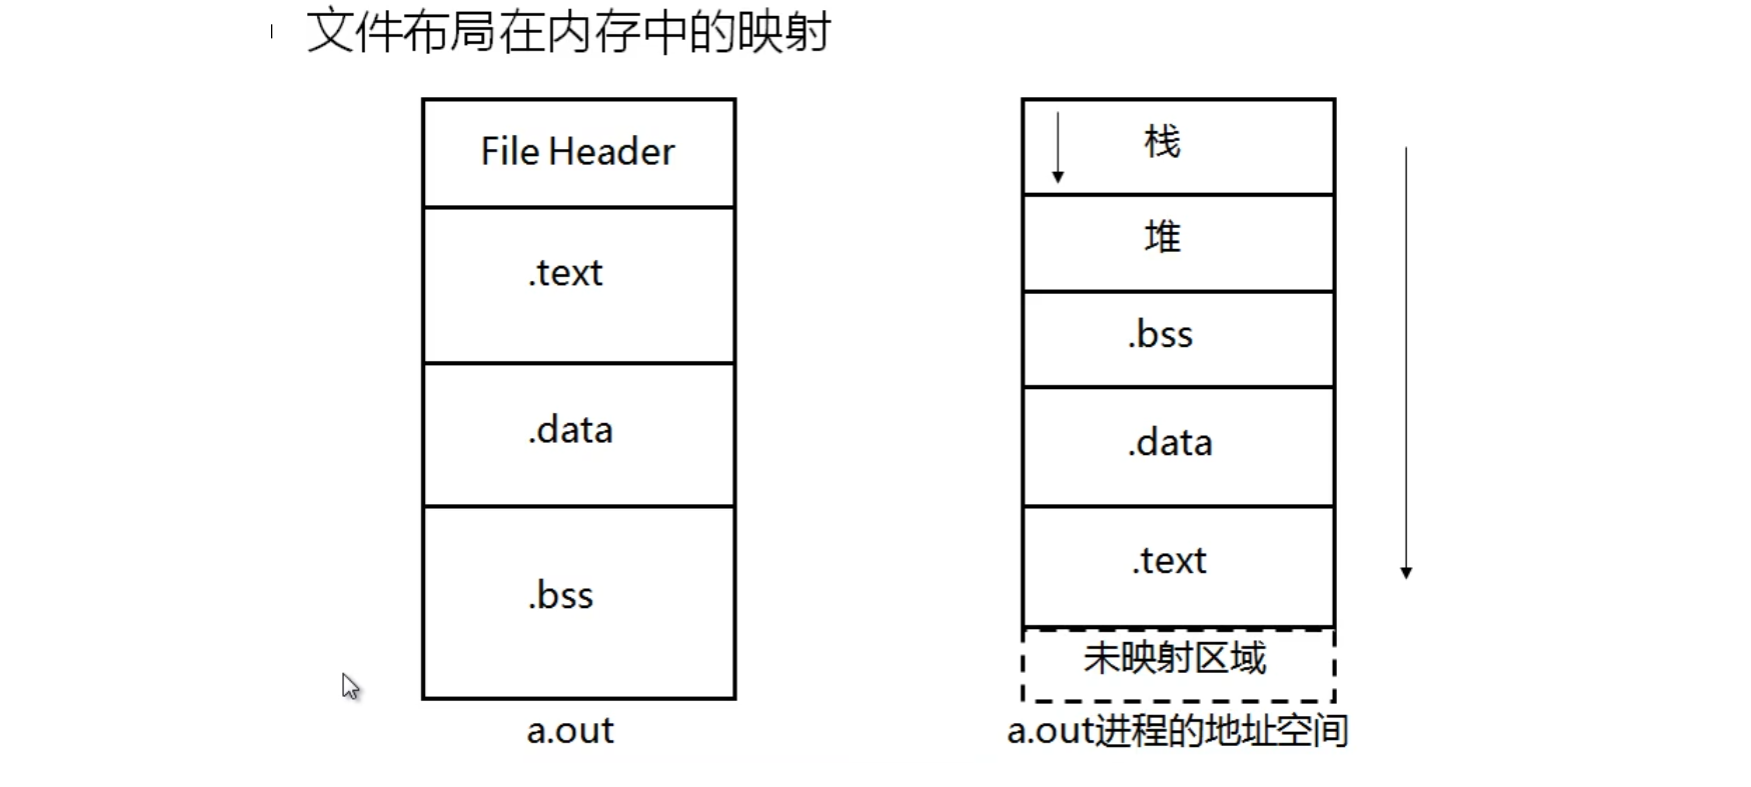 文件布局在内存中的映射
File Header
.text
.data
.bss
a.out
栈
堆
.bss
.data
.text
未映射区域
a.out进程的地址空间